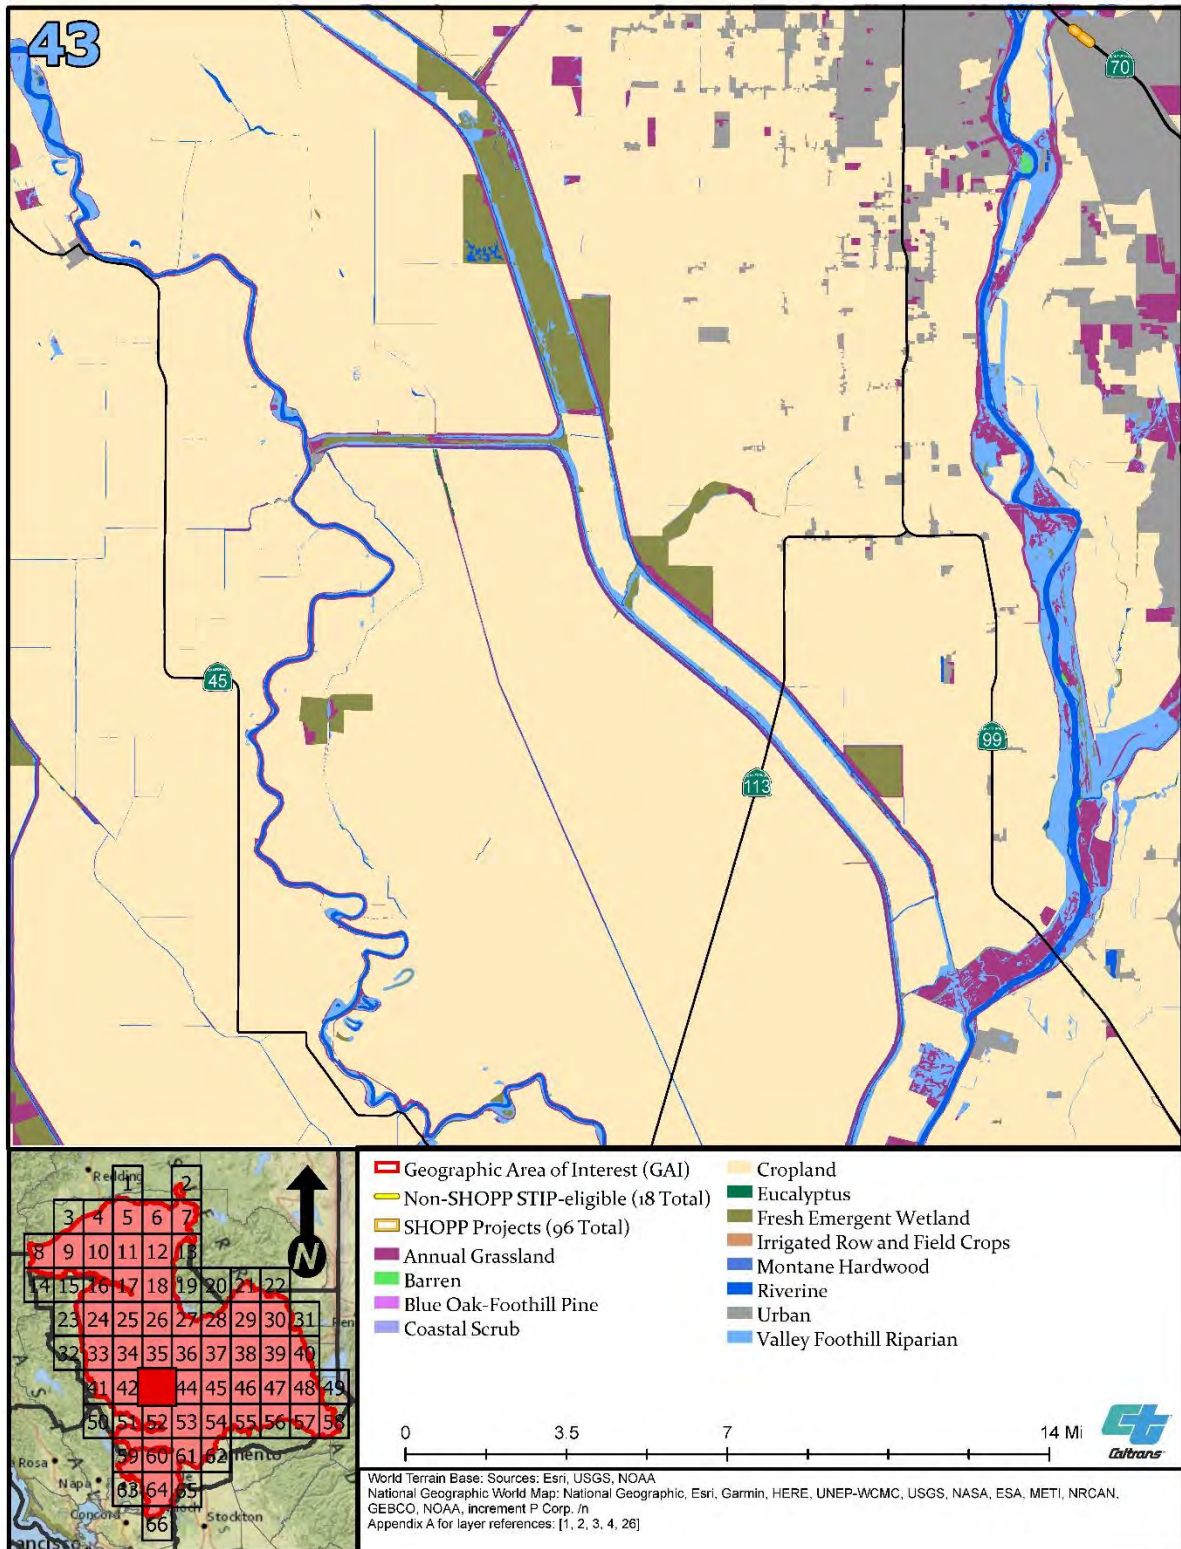 43
70
45
99
113
Geographic Area of Interest (GAI)
Non-SHOPP STIP-eligible (18 Total)
SHOPP Projects (96 Total)
Annual Grassland
Barren
Blue Oak-Foothill Pine
Coastal Scrub
Cropland
Eucalyptus
Fresh Emergent Wetland
Irrigated Row and Field Crops
Montane Hardwood
Riverine
Urban
Valley Foothill Riparian
0 3.5 7 14 Mi
Caltrans
World Terrain Base: Sources: Esri, USGS, NOAA
National Geographic World Map: National Geographic, Esri, Garmin, HERE, UNEP-WCMC, USGS, NASA, ESA, METI, NRCAN,
GEBCO, NOAA, increment P Corp. /n
Appendix A for layer references: [1, 2, 3, 4, 26]
N
Redding
1 2
3 4 5 6 7
8 9 10 11 12 13
14 15 16 17 18 19 20 21 22
23 24 25 26 27 28 29 30 31
32 33 34 35 36 37 38 39 40
41 42 44 45 46 47 48 49
50 51 52 53 54 55 56 57 58
59 60 61 62
Rosa
Napa
63 64 65
Concord
Stockton
66